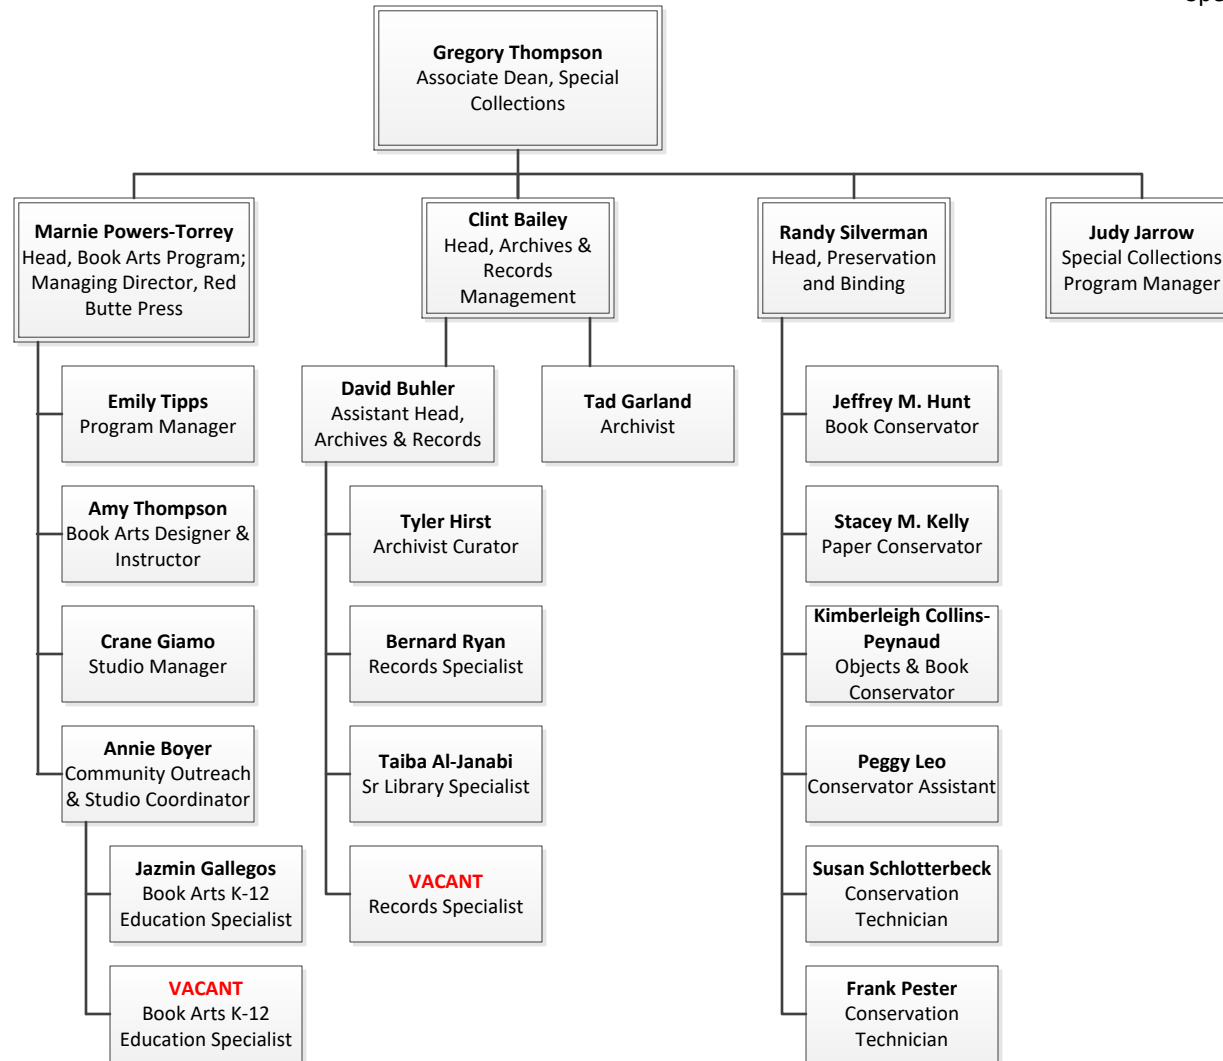 Gregory Thompson
Associate Dean, Special
Collections
Marnie Powers-Torrey
Head, Book Arts Program;
Managing Director, Red
Butte Press
Clint Bailey
Head, Archives &
Records
Management
Randy Silverman
Head, Preservation
and Binding
Judy Jarrow
Special Collections
Program Manager
Emily Tipps
Program Manager
Amy Thompson
Book Arts Designer &
Instructor
Crane Giamo
Studio Manager
Annie Boyer
Community Outreach
& Studio Coordinator
Jazmin Gallegos
Book Arts K-12
Education Specialist
VACANT
Book Arts K-12
Education Specialist
David Buhler
Assistant Head,
Archives & Records
Tad Garland
Archivist
Tyler Hirst
Archivist Curator
Bernard Ryan
Records Specialist
Taiba Al-Janabi
Sr Library Specialist
VACANT
Records Specialist
Jeffrey M. Hunt
Book Conservator
Stacey M. Kelly
Paper Conservator
Kimberleigh Collins-
Peynaud
Objects & Book
Conservator
Peggy Leo
Conservator Assistant
Susan Schlotterbeck
Conservation
Technician
Frank Pester
Conservation
Technician